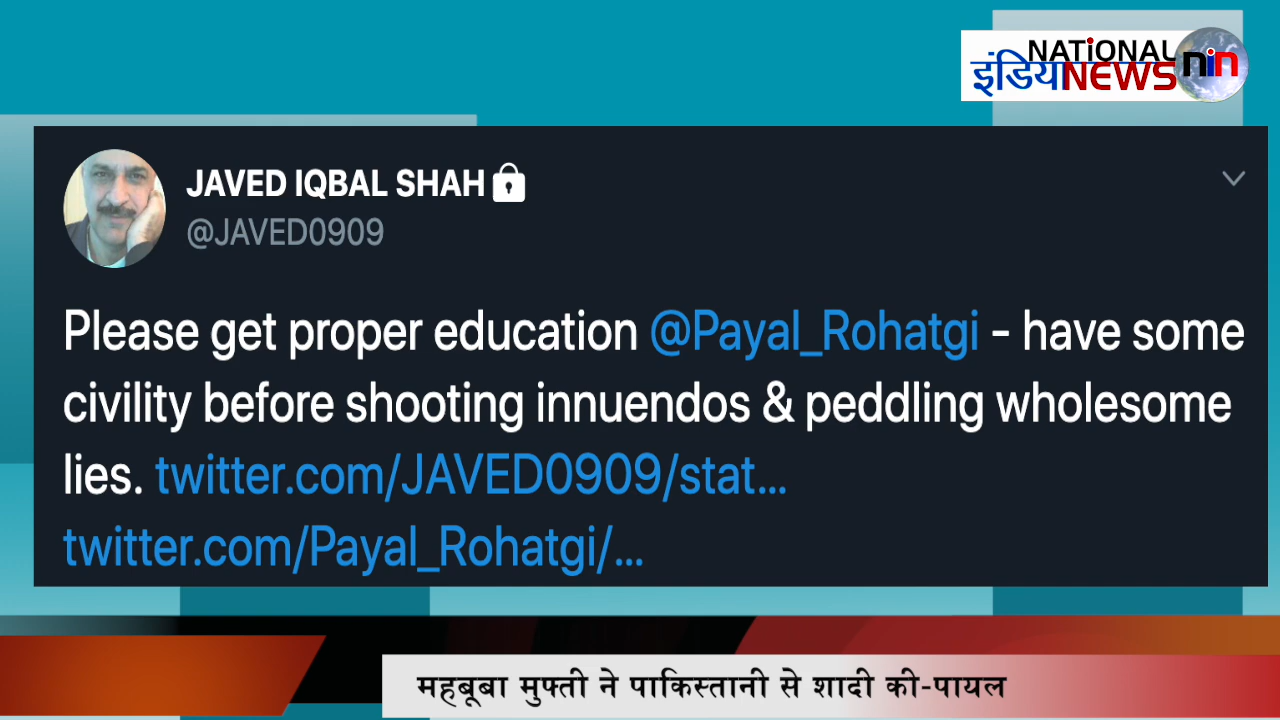 NATIONAL
इंडिया NEWS nin
JAVED IQBAL SHAH
@JAVED0909
Please get proper education @Payal_Rohatgi - have some
civility before shooting innuendos & peddling wholesome
lies. twitter.com/JAVED0909/stat...
twitter.com/Payal_Rohatgi/...
महबूबा मुफ्ती ने पाकिस्तानी से शादी की-पायल